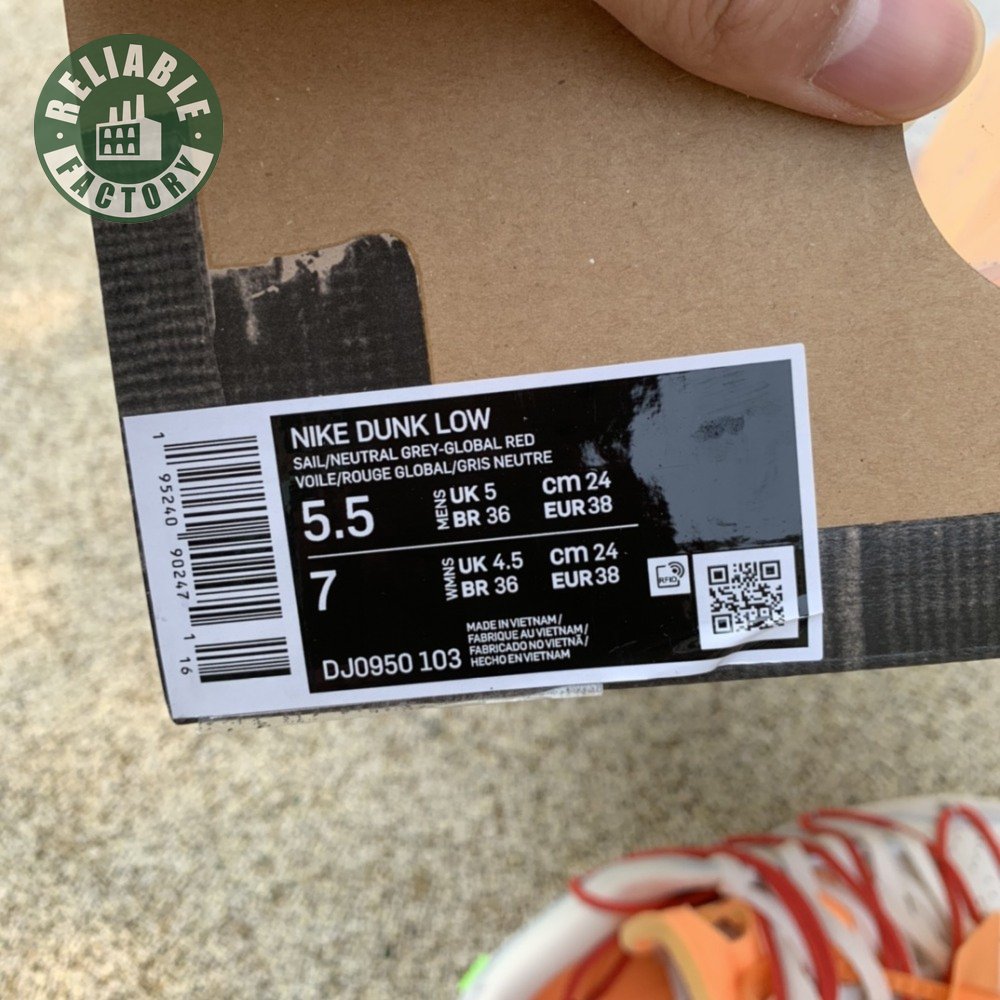 RELIABLE
FACTORY
NIKE DUNK LOW
SAIL/NEUTRAL GREY-GLOBAL RED
VOILE/ROUGE GLOBAL/GRIS NEUTRE
5.5 MENS UK 5 cm 24
BR 36 EUR 38
7 WMNS UK 4.5 cm 24
BR 36 EUR 38
RFID
MADE IN VIETNAM/
FABRIQUE AU VIETNAM/
FABRICADO NO VIETNÃ/
HECHO EN VIETNAM
DJ0950 103
1 95240 90247 1 16